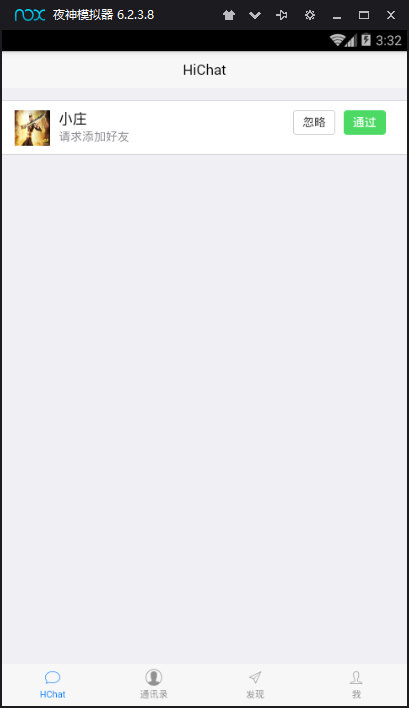 nox 夜神模拟器 6.2.3.8
3:32
HiChat
小庄
请求添加好友
忽略 通过
HChat 通讯录 发现 我